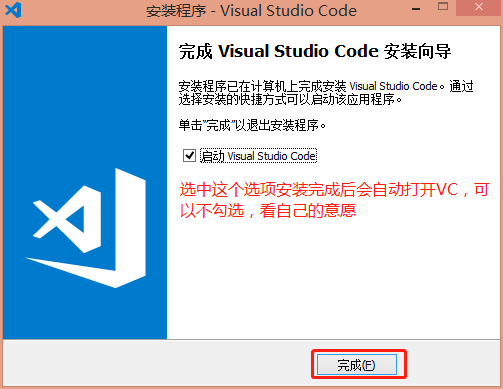 安装程序 - Visual Studio Code
完成 Visual Studio Code 安装向导
安装程序已在计算机上完成安装 Visual Studio Code。通过
选择安装的快捷方式可以启动该应用程序。
单击"完成"以退出安装程序。
启动 Visual Studio Code
选中这个选项安装完成后会自动打开VC，可
以不勾选，看自己的意愿
完成(F)